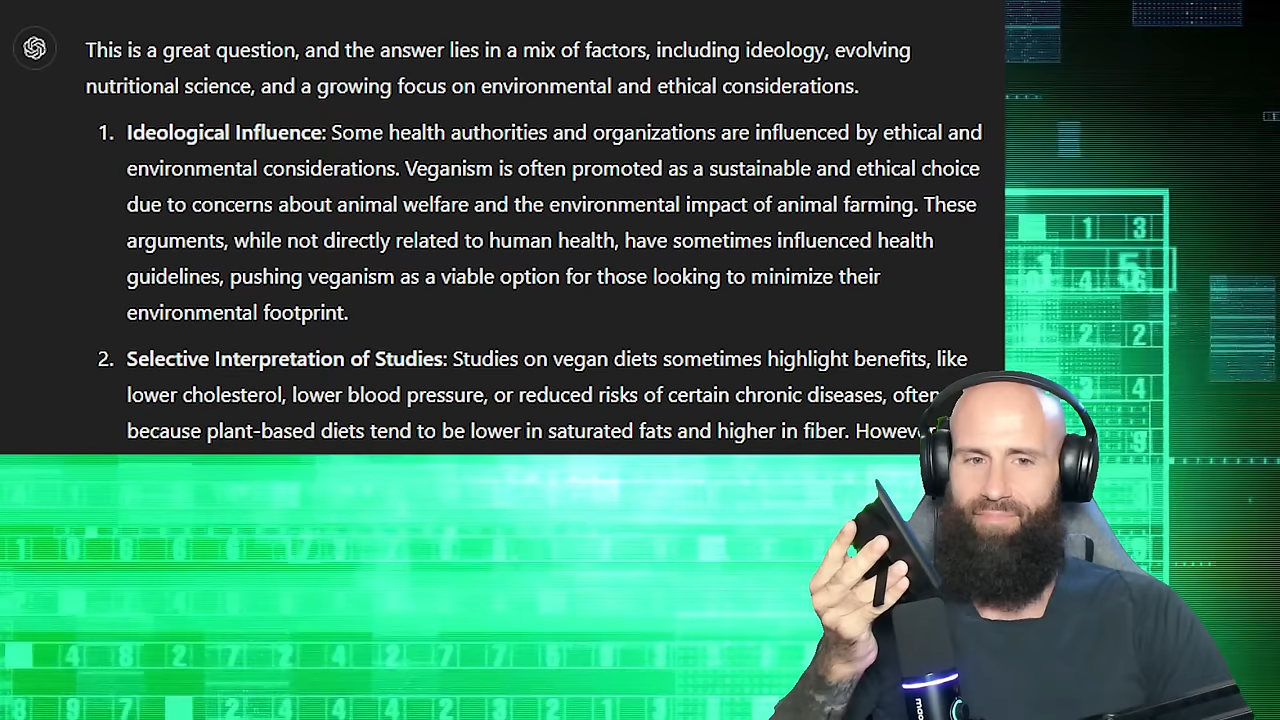 This is a great question, and the answer lies in a mix of factors, including ideology, evolving
nutritional science, and a growing focus on environmental and ethical considerations.
1. Ideological Influence: Some health authorities and organizations are influenced by ethical and
environmental considerations. Veganism is often promoted as a sustainable and ethical choice
due to concerns about animal welfare and the environmental impact of animal farming. These
arguments, while not directly related to human health, have sometimes influenced health
guidelines, pushing veganism as a viable option for those looking to minimize their
environmental footprint.
2. Selective Interpretation of Studies: Studies on vegan diets sometimes highlight benefits, like
lower cholesterol, lower blood pressure, or reduced risks of certain chronic diseases, often
because plant-based diets tend to be lower in saturated fats and higher in fiber.